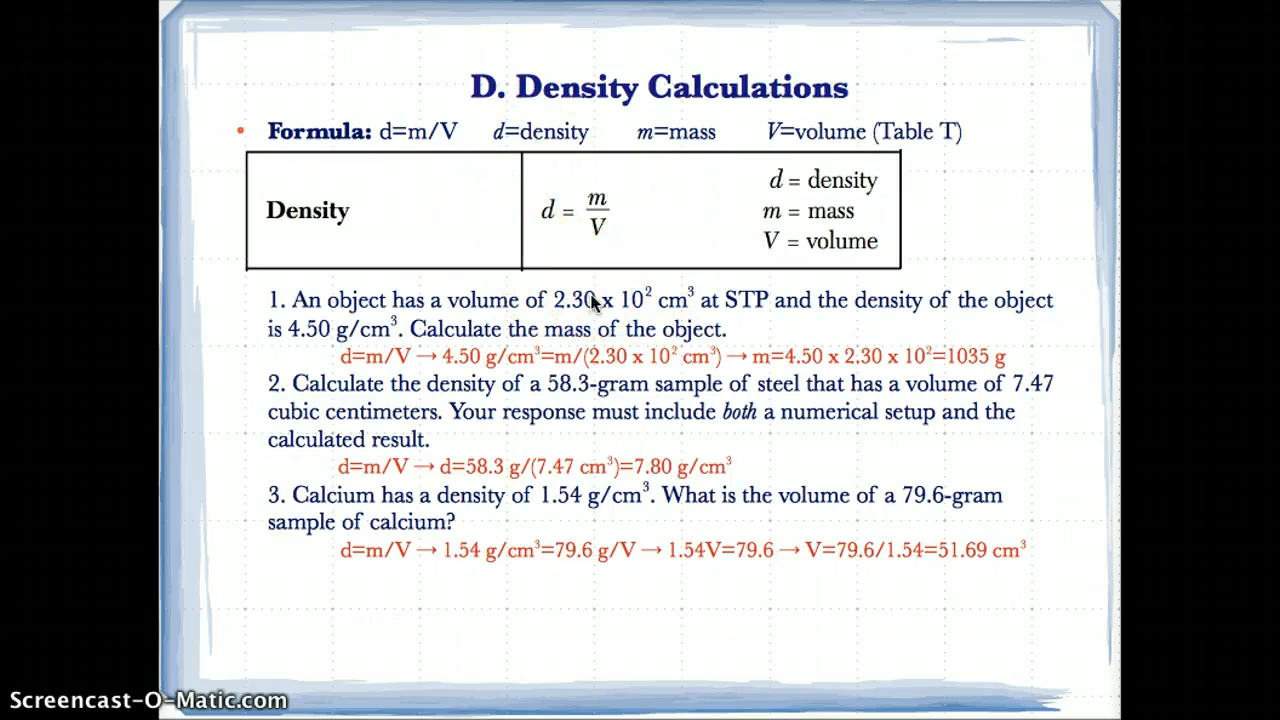 D. Density Calculations
• Formula: d=m/V d=density m=mass V=volume (Table T)
Density
d = m/V
d = density
m = mass
V = volume
1. An object has a volume of 2.30 x 10² cm³ at STP and the density of the object
is 4.50 g/cm³. Calculate the mass of the object.
d=m/V → 4.50 g/cm³=m/(2.30 x 10² cm³) → m=4.50 x 2.30 x 10²=1035 g
2. Calculate the density of a 58.3-gram sample of steel that has a volume of 7.47
cubic centimeters. Your response must include both a numerical setup and the
calculated result.
d=m/V → d=58.3 g/(7.47 cm³)=7.80 g/cm³
3. Calcium has a density of 1.54 g/cm³. What is the volume of a 79.6-gram
sample of calcium?
d=m/V → 1.54 g/cm³=79.6 g/V → 1.54V=79.6 → V=79.6/1.54=51.69 cm³
Screencast-O-Matic.com